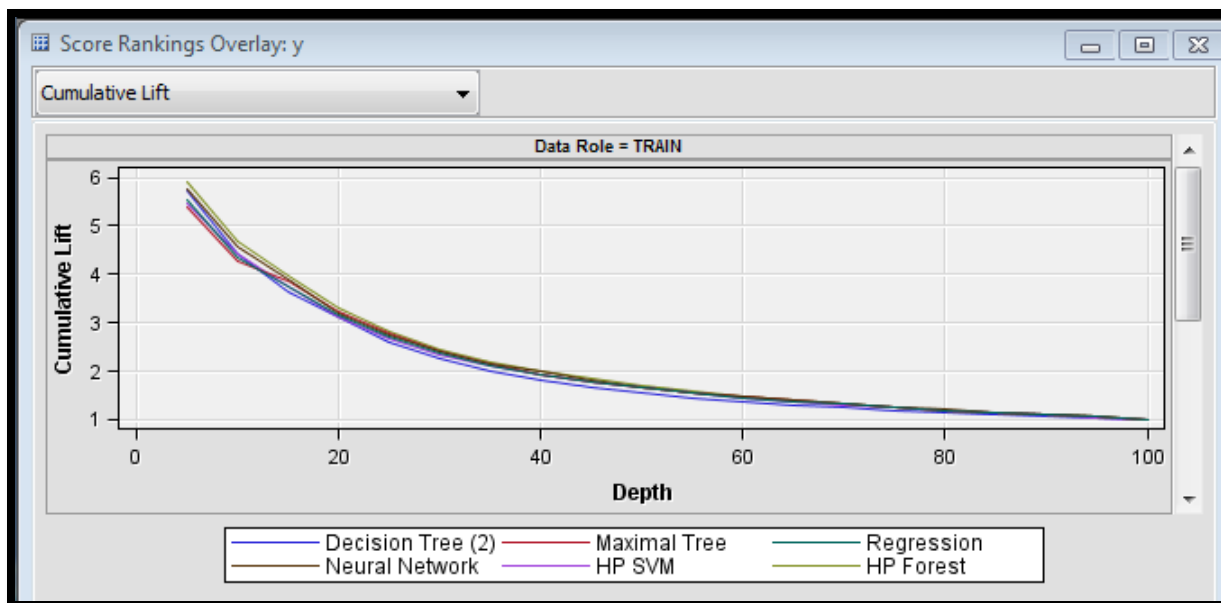 Score Rankings Overlay: y
Cumulative Lift
Data Role = TRAIN
Cumulative Lift
6
5
4
3
2
1
0 20 40 60 80 100
Depth
Decision Tree (2) Maximal Tree Regression
Neural Network HP SVM HP Forest